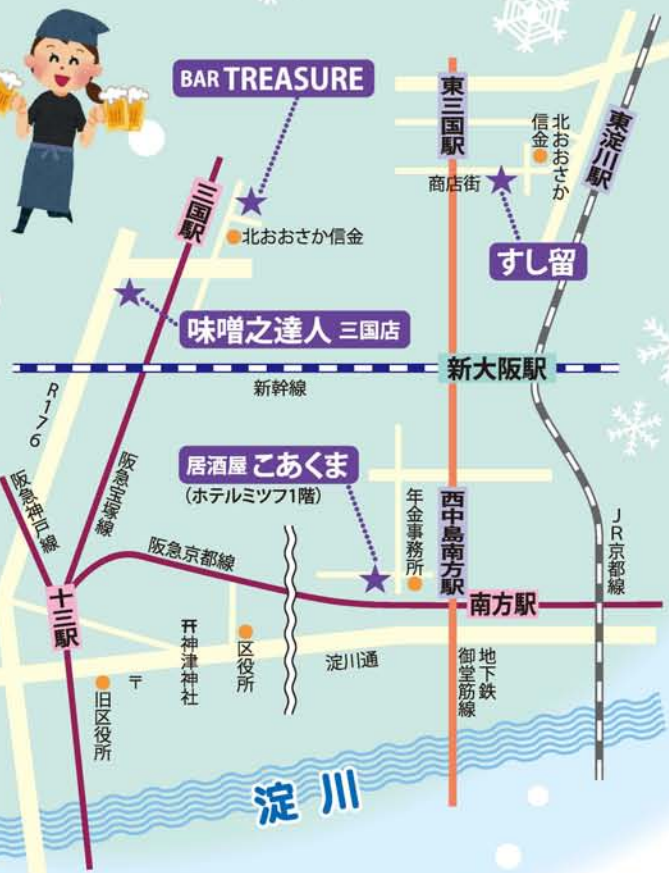 BAR TREASURE
東三国駅
北おおさか
信金
東淀川駅
商店街
三国駅
北おおさか信金
すし留
味噌之達人 三国店
新大阪駅
新幹線
R176
阪急神戸線
阪急宝塚線
居酒屋 こあくま
(ホテルミツフ1階)
年金事務所
西中島南方駅
JR京都線
阪急京都線
十三駅
南方駅
神津神社
区役所
淀川通
地下鉄
御堂筋線
〒
旧区役所
淀川